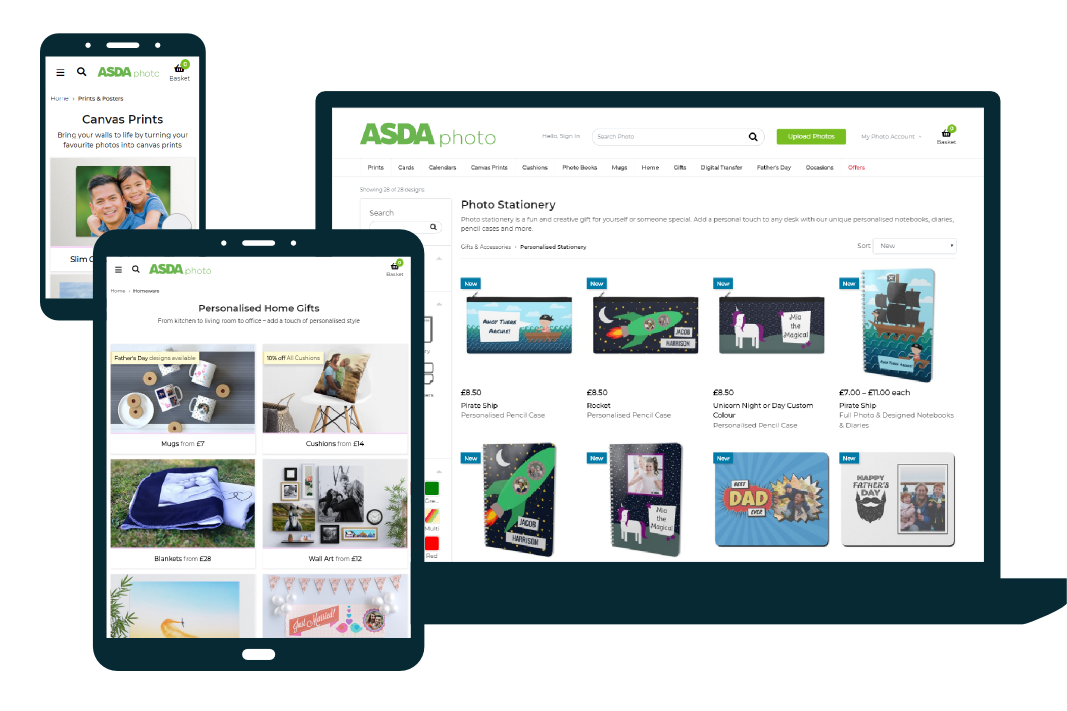 0
ASDA photo
Basket
Home › Prints & Posters
Canvas Prints
Bring your walls to life by turning your
favourite photos into canvas prints
Slim
0
ASDA photo
Basket
Home › Homeware
Personalised Home Gifts
From kitchen to living room to office – add a touch of personalised style
Father's Day designs available
10% off All Cushions
Mugs from £7
Cushions from £14
Blankets from £28
Wall Art from £12
Just Married!
ASDA photo
Hello, Sign In
Search Photo
Upload Photos
My Photo Account
0
Basket
Prints Cards Calendars Canvas Prints Cushions Photo Books Mugs Home Gifts Digital Transfer Father's Day Occasions Offers
Showing 28 of 28 designs
Search
Gre...
Multi
Red
Photo Stationery
Photo stationery is a fun and creative gift for yourself or someone special. Add a personal touch to any desk with our unique personalised notebooks, diaries,
pencil cases and more.
Gifts & Accessories › Personalised Stationery
Sort New
New
AHOY THERE
ARCHIE!
£8.50
Pirate Ship
Personalised Pencil Case
New
JACOB
HARRISON
£8.50
Rocket
Personalised Pencil Case
New
Mia
the
Magical
£8.50
Unicorn Night or Day Custom
Colour
Personalised Pencil Case
New
AHOY THERE ARCHIE!
£7.00 – £11.00 each
Pirate Ship
Full Photo & Designed Notebooks
& Diaries
New
JACOB
HARRISON
New
Mia
the
Magical
New
BEST
DAD
EVER
New
HAPPY
FATHER'S
DAY